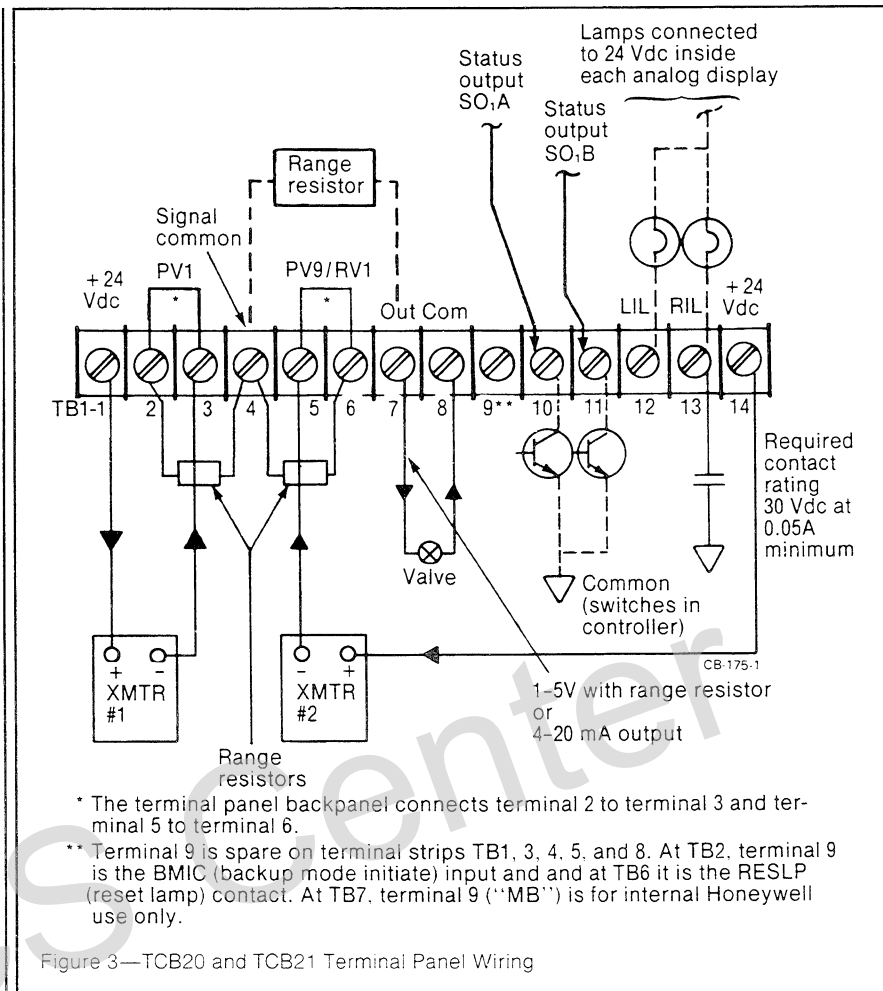 Lamps connected
to 24 Vdc inside
each analog display
Status
output
SO₁A
Status
output
SO₁B
Range
resistor
Signal
common
+24
Vdc
PV1
*
PV9/RV1
*
Out Com
LIL
RIL
+24
Vdc
TB1-1 2 3 4 5 6 7 8 9** 10 11 12 13 14
Required
contact
rating
30 Vdc at
0.05A
minimum
Valve
Common
(switches in
controller)
CB-175-1
+ -
XMTR
#1
- +
XMTR
#2
1–5V with range resistor
or
4–20 mA output
Range
resistors
* The terminal panel backpanel connects terminal 2 to terminal 3 and ter-
minal 5 to terminal 6.
** Terminal 9 is spare on terminal strips TB1, 3, 4, 5, and 8. At TB2, terminal 9
is the BMIC (backup mode initiate) input and and at TB6 it is the RESLP
(reset lamp) contact. At TB7, terminal 9 (“MB”) is for internal Honeywell
use only.
Figure 3—TCB20 and TCB21 Terminal Panel Wiring
S Center